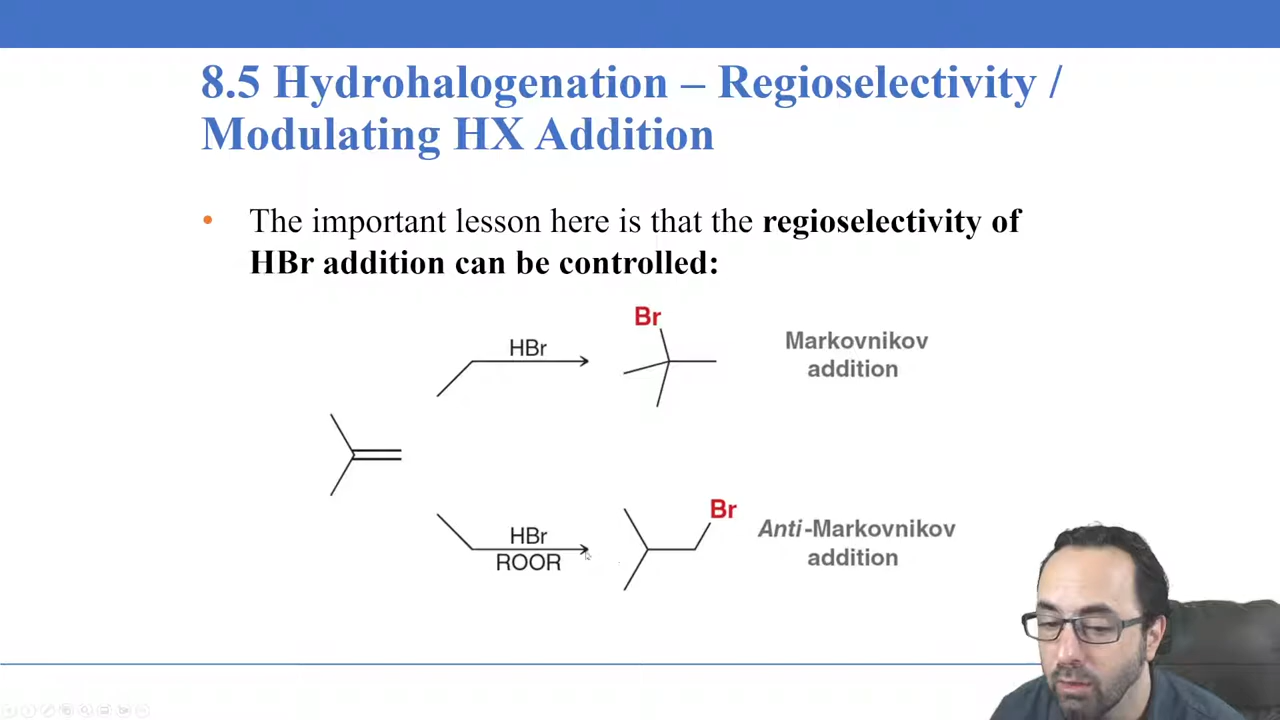 8.5 Hydrohalogenation – Regioselectivity /
Modulating HX Addition
• The important lesson here is that the regioselectivity of
HBr addition can be controlled:
Br
HBr
Markovnikov
addition
Br
HBr
ROOR
Anti-Markovnikov
addition